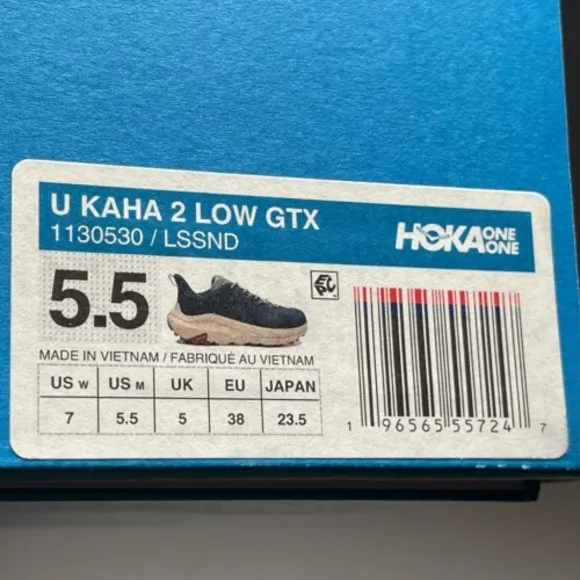 U KAHA 2 LOW GTX
1130530 / LSSND
HOKA ONE ONE
5.5
MADE IN VIETNAM / FABRIQUÉ AU VIETNAM
US W US M UK EU JAPAN
7 5.5 5 38 23.5
1 96565 55724 7